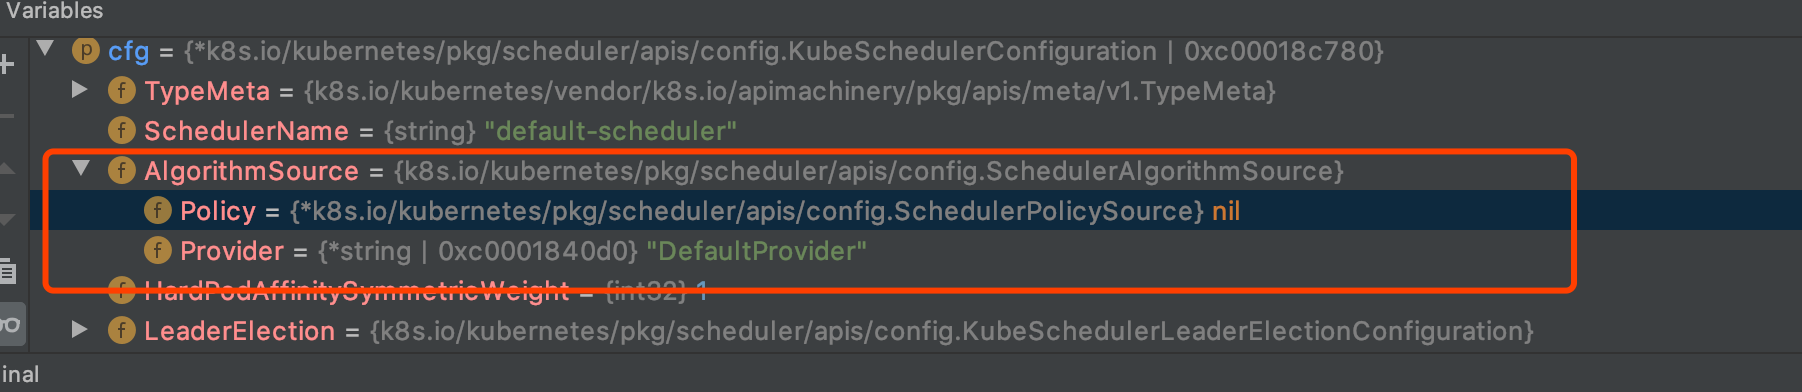 Variables
p cfg = {*k8s.io/kubernetes/pkg/scheduler/apis/config.KubeSchedulerConfiguration | 0xc00018c780}
f TypeMeta = {k8s.io/kubernetes/vendor/k8s.io/apimachinery/pkg/apis/meta/v1.TypeMeta}
f SchedulerName = {string} "default-scheduler"
f AlgorithmSource = {k8s.io/kubernetes/pkg/scheduler/apis/config.SchedulerAlgorithmSource}
f Policy = {*k8s.io/kubernetes/pkg/scheduler/apis/config.SchedulerPolicySource} nil
f Provider = {*string | 0xc0001840d0} "DefaultProvider"
f HardPodAffinitySymmetricWeight = {int32} 1
f LeaderElection = {k8s.io/kubernetes/pkg/scheduler/apis/config.KubeSchedulerLeaderElectionConfiguration}
inal